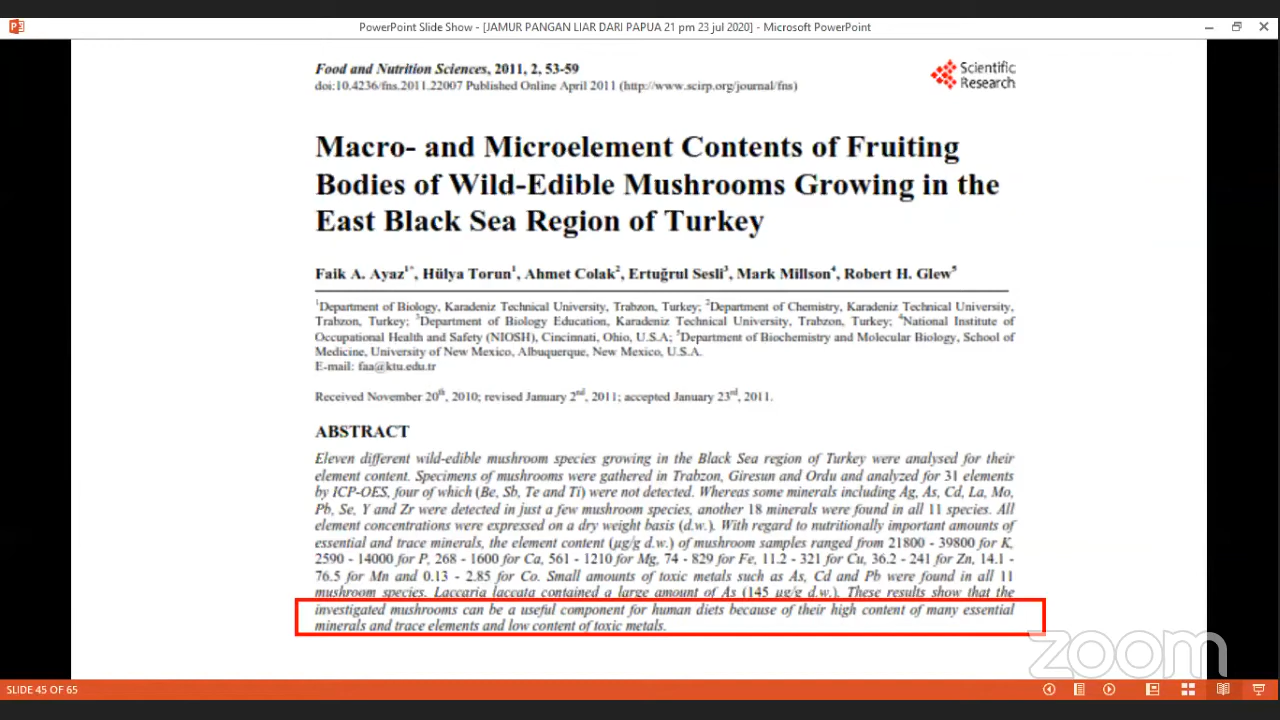 PowerPoint Slide Show - [JAMUR PANGAN LIAR DARI PAPUA 21 pm 23 jul 2020] - Microsoft PowerPoint
Food and Nutrition Sciences, 2011, 2, 53-59
doi:10.4236/fns.2011.22007 Published Online April 2011 (http://www.scirp.org/journal/fns)
Scientific
Research
Macro- and Microelement Contents of Fruiting
Bodies of Wild-Edible Mushrooms Growing in the
East Black Sea Region of Turkey
Faik A. Ayaz1*, Hülya Torun1, Ahmet Colak2, Ertuğrul Sesli3, Mark Millson4, Robert H. Glew5
1Department of Biology, Karadeniz Technical University, Trabzon, Turkey; 2Department of Chemistry, Karadeniz Technical University,
Trabzon, Turkey; 3Department of Biology Education, Karadeniz Technical University, Trabzon, Turkey; 4National Institute of
Occupational Health and Safety (NIOSH), Cincinnati, Ohio, U.S.A; 5Department of Biochemistry and Molecular Biology, School of
Medicine, University of New Mexico, Albuquerque, New Mexico, U.S.A.
E-mail: faa@ktu.edu.tr
Received November 20th, 2010; revised January 2nd, 2011; accepted January 23rd, 2011.
ABSTRACT
Eleven different wild-edible mushroom species growing in the Black Sea region of Turkey were analysed for their
element content. Specimens of mushrooms were gathered in Trabzon, Giresun and Ordu and analyzed for 31 elements
by ICP-OES, four of which (Be, Sb, Te and Ti) were not detected. Whereas some minerals including Ag, As, Cd, La, Mo,
Pb, Se, Y and Zr were detected in just a few mushroom species, another 18 minerals were found in all 11 species. All
element concentrations were expressed on a dry weight basis (d.w.). With regard to nutritionally important amounts of
essential and trace minerals, the element content (µg/g d.w.) of mushroom samples ranged from 21800 - 39800 for K,
2590 - 14000 for P, 268 - 1600 for Ca, 561 - 1210 for Mg, 74 - 829 for Fe, 11.2 - 321 for Cu, 36.2 - 241 for Zn, 14.1 -
76.5 for Mn and 0.13 - 2.85 for Co. Small amounts of toxic metals such as As, Cd and Pb were found in all 11
mushroom species. Laccaria laccata contained a large amount of As (145 µg/g d.w.). These results show that the
investigated mushrooms can be a useful component for human diets because of their high content of many essential
minerals and trace elements and low content of toxic metals.
zoom
SLIDE 45 OF 65